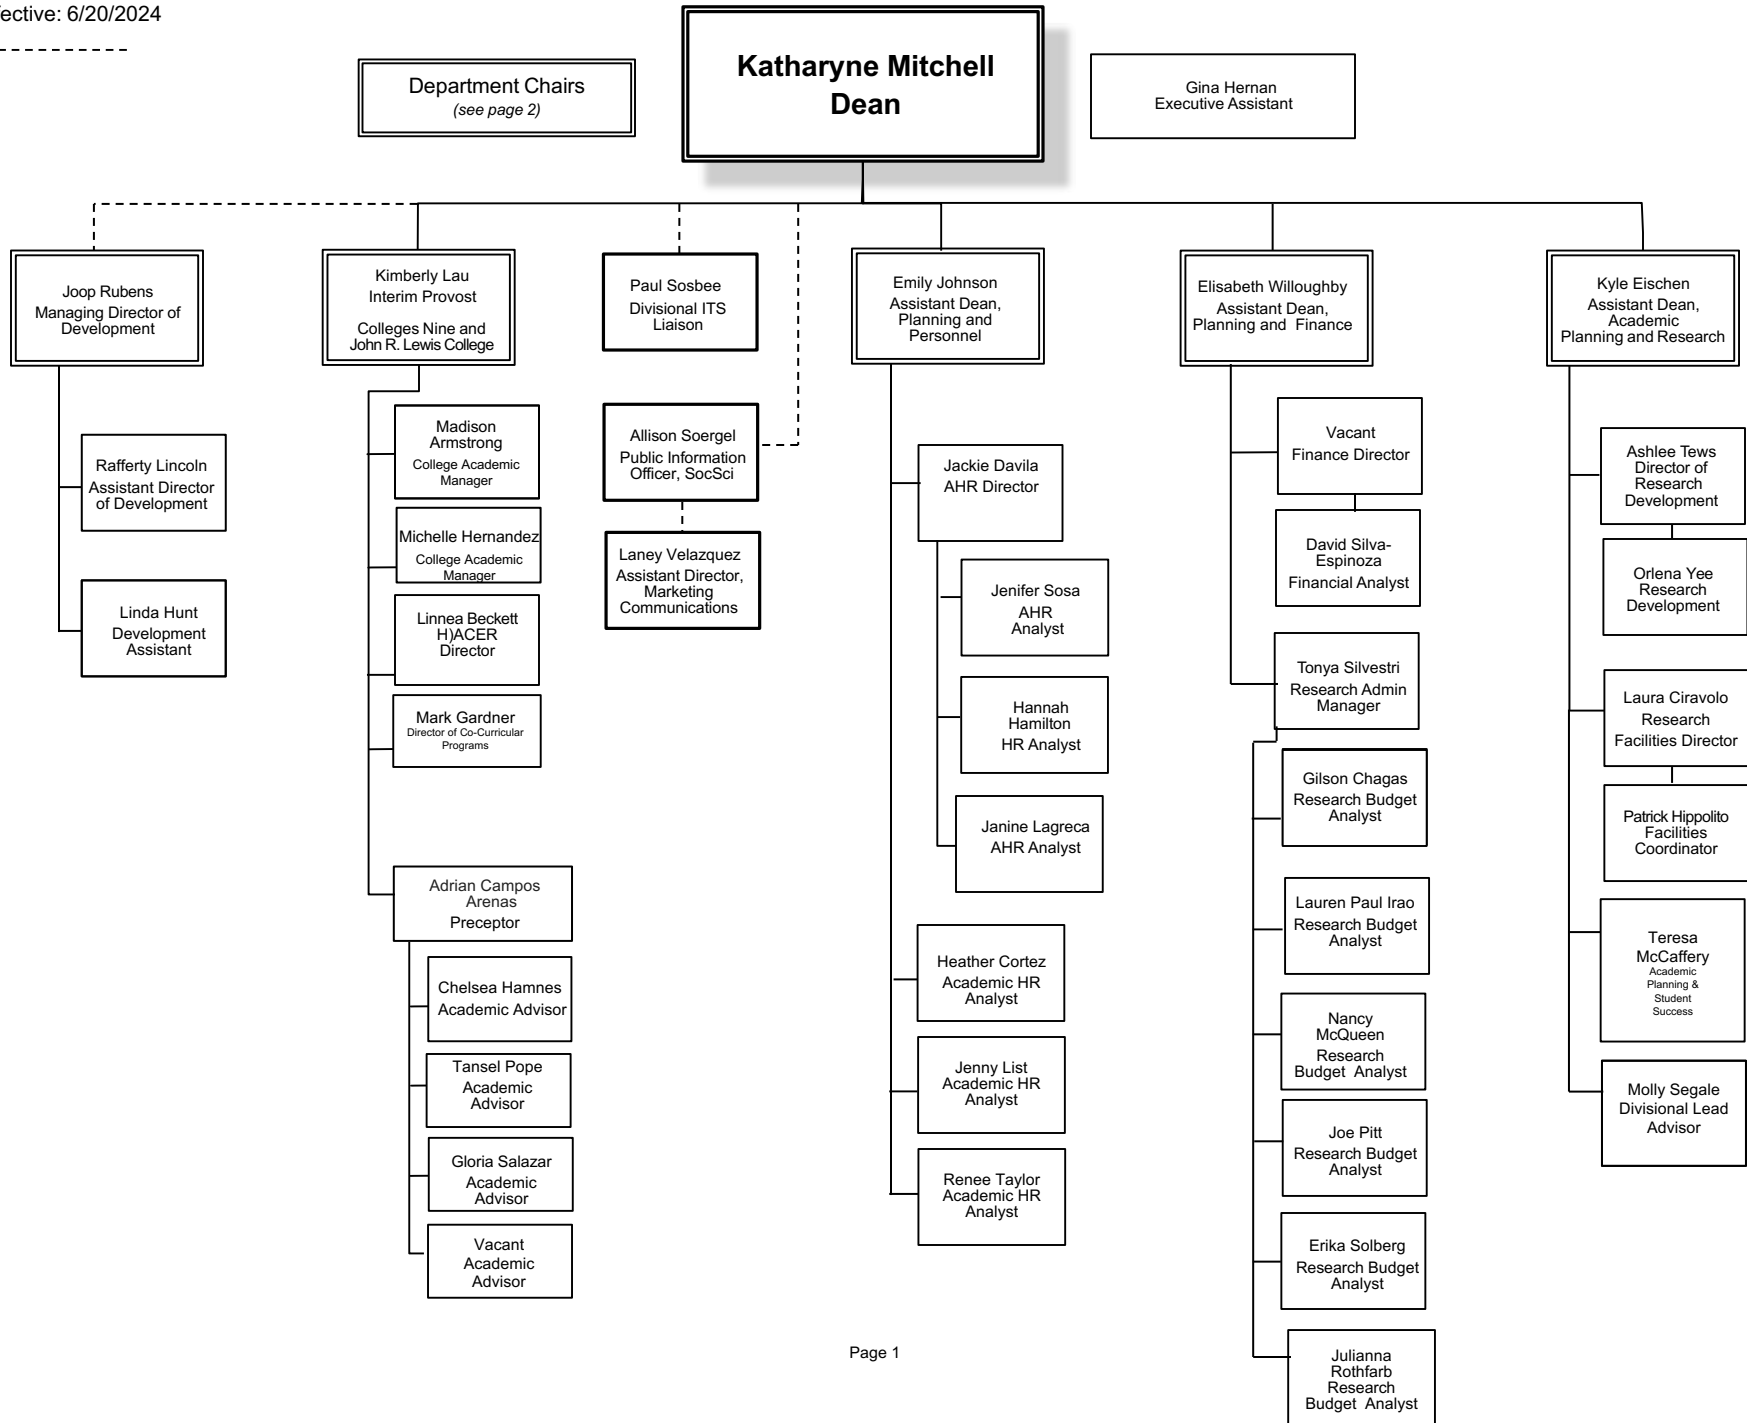 fective: 6/20/2024
Katharyne Mitchell
Dean
Department Chairs
(see page 2)
Gina Hernan
Executive Assistant
Joop Rubens
Managing Director of
Development
Rafferty Lincoln
Assistant Director
of Development
Linda Hunt
Development
Assistant
Kimberly Lau
Interim Provost
Colleges Nine and
John R. Lewis College
Madison
Armstrong
College Academic
Manager
Michelle Hernandez
College Academic
Manager
Linnea Beckett
H)ACER
Director
Mark Gardner
Director of Co-Curricular
Programs
Adrian Campos
Arenas
Preceptor
Chelsea Hamnes
Academic Advisor
Tansel Pope
Academic
Advisor
Gloria Salazar
Academic
Advisor
Vacant
Academic
Advisor
Paul Sosbee
Divisional ITS
Liaison
Allison Soergel
Public Information
Officer, SocSci
Laney Velazquez
Assistant Director,
Marketing
Communications
Emily Johnson
Assistant Dean,
Planning and
Personnel
Jackie Davila
AHR Director
Jenifer Sosa
AHR
Analyst
Hannah
Hamilton
HR Analyst
Janine Lagreca
AHR Analyst
Heather Cortez
Academic HR
Analyst
Jenny List
Academic HR
Analyst
Renee Taylor
Academic HR
Analyst
Elisabeth Willoughby
Assistant Dean,
Planning and Finance
Vacant
Finance Director
David Silva-
Espinoza
Financial Analyst
Tonya Silvestri
Research Admin
Manager
Gilson Chagas
Research Budget
Analyst
Lauren Paul Irao
Research Budget
Analyst
Nancy
McQueen
Research
Budget Analyst
Joe Pitt
Research Budget
Analyst
Erika Solberg
Research Budget
Analyst
Julianna
Rothfarb
Research
Budget Analyst
Kyle Eischen
Assistant Dean,
Academic
Planning and Research
Ashlee Tews
Director of
Research
Development
Orlena Yee
Research
Development
Laura Ciravolo
Research
Facilities Director
Patrick Hippolito
Facilities
Coordinator
Teresa
McCaffery
Academic
Planning &
Student
Success
Molly Segale
Divisional Lead
Advisor
Page 1